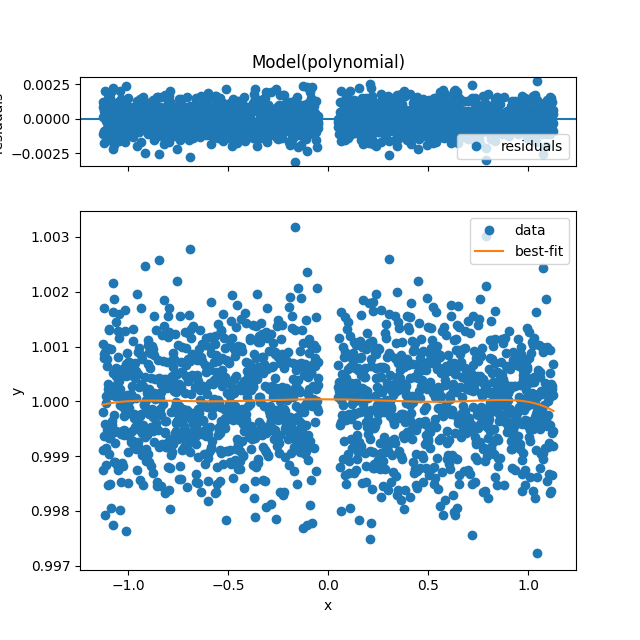 Model(polynomial)
0.0025
0.0000
−0.0025
residuals
residuals
1.003
1.002
1.001
1.000
0.999
0.998
0.997
y
data
best-fit
−1.0 −0.5 0.0 0.5 1.0
x